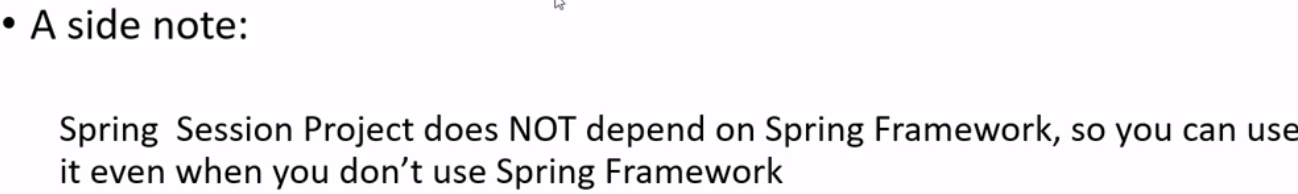 • A side note:
Spring  Session Project does NOT depend on Spring Framework, so you can use
it even when you don’t use Spring Framework